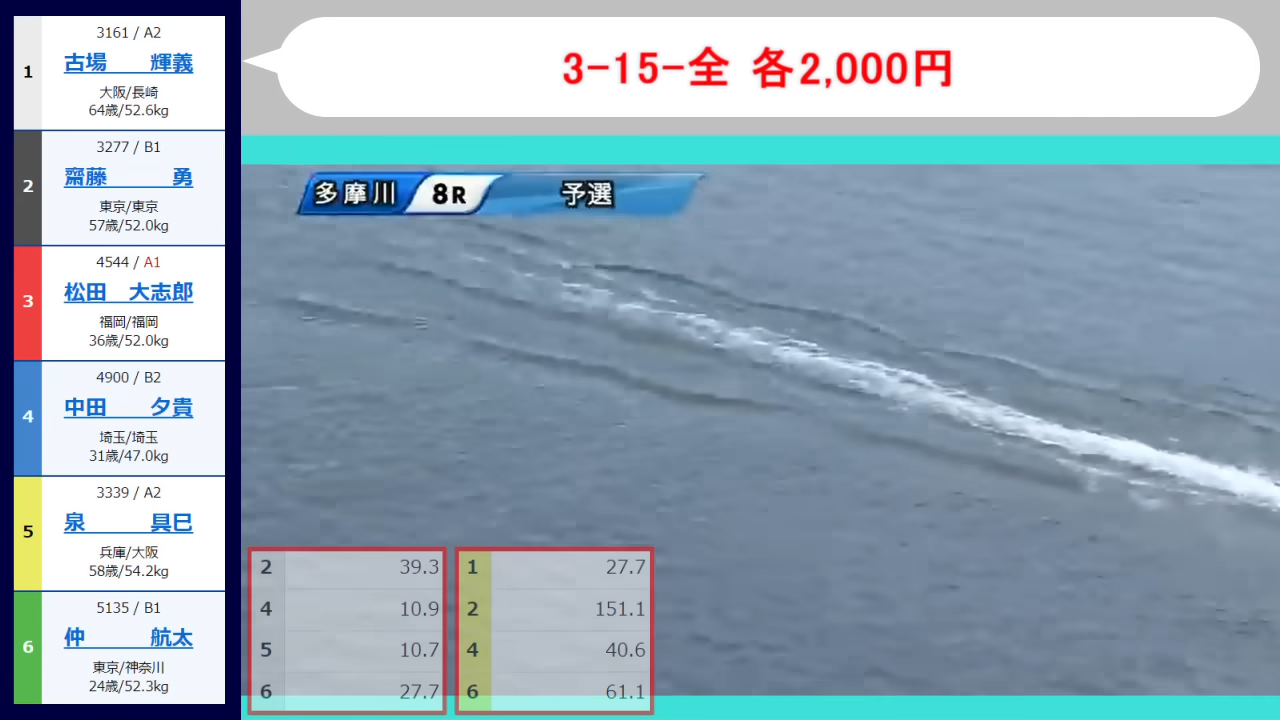 3161 / A2
1
古場 輝義
大阪/長崎
64歳/52.6kg
3277 / B1
2
齋藤 勇
東京/東京
57歳/52.0kg
4544 / A1
3
松田 大志郎
福岡/福岡
36歳/52.0kg
4900 / B2
4
中田 夕貴
埼玉/埼玉
31歳/47.0kg
3339 / A2
5
泉 具巳
兵庫/大阪
58歳/54.2kg
5135 / B1
6
仲 航太
東京/神奈川
24歳/52.3kg
3-15-全 各2,000円
多摩川 8R 予選
2 39.3
4 10.9
5 10.7
6 27.7
1 27.7
2 151.1
4 40.6
6 61.1